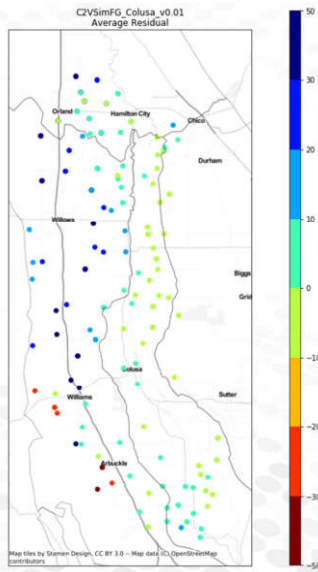 C2VSimFG_Colusa_v0.01
Average Residual
50
30
20
10
0
−10
−20
−30
−50
Orland
Hamilton City
Chico
Durham
Willows
Biggs
Grid
Colusa
Sutter
Williams
Arbuckle
Map tiles by Stamen Design, CC BY 3.0 -- Map data (C) OpenStreetMap
contributors